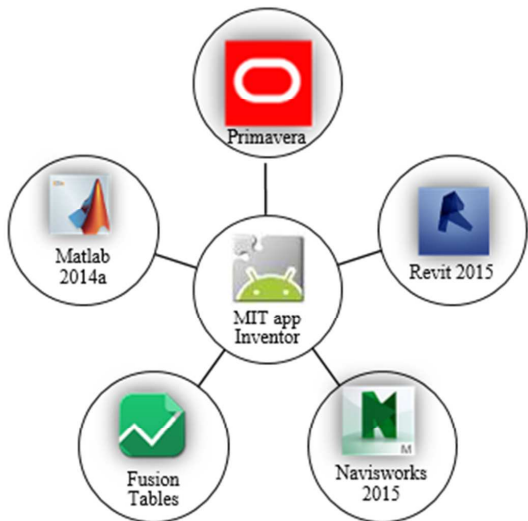 Primavera
Matlab
2014a
Revit 2015
MIT app
Inventor
Fusion
Tables
Navisworks
2015
M